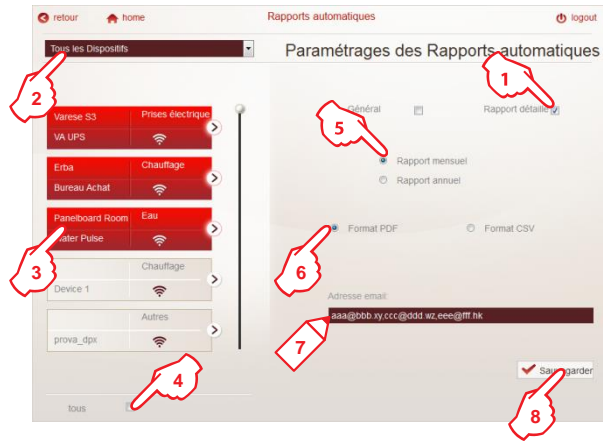 retour home Rapports automatiques logout
Tous les Dispositifs
Paramétrages des Rapports automatiques
1
2
Général Rapport détaillé
Varese S3 Prises électrique
VA UPS
5
Rapport mensuel
Erba Chauffage
Bureau Achat
Rapport annuel
Panelboard Room Eau
Water Pulse
Format PDF Format CSV
3
6
Chauffage
Device 1
Adresse email:
aaa@bbb.xy,ccc@ddd.wz,eee@fff.hk
Autres
prova_dpx
7
4
Sauvegarder
tous
8